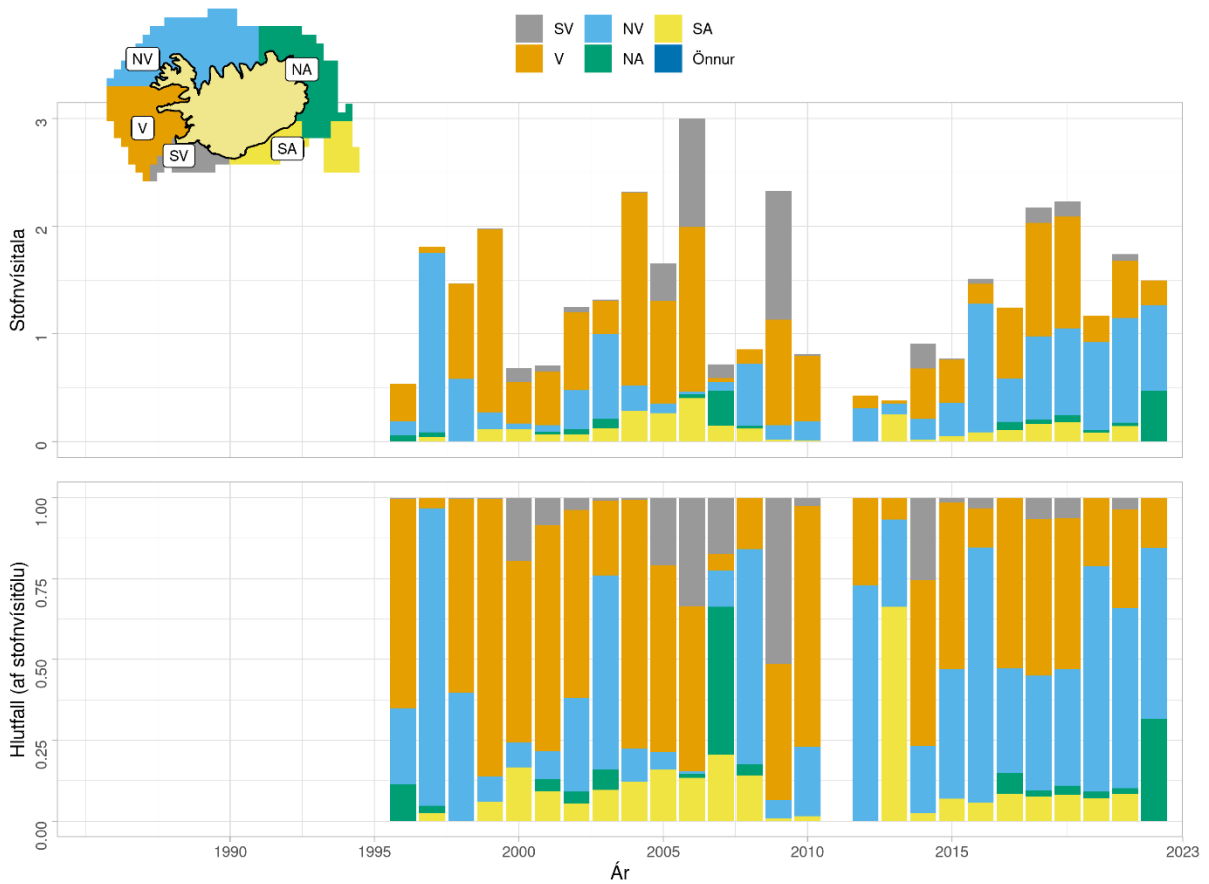 SV NV SA
V NA Önnur
NV
NA
V
SV
SA
Stofnvísitala
3
2
1
0
Hlutfall (af stofnvísitölu)
1.00
0.75
0.50
0.25
0.00
1990 1995 2000 2005 2010 2015 2023
Ár